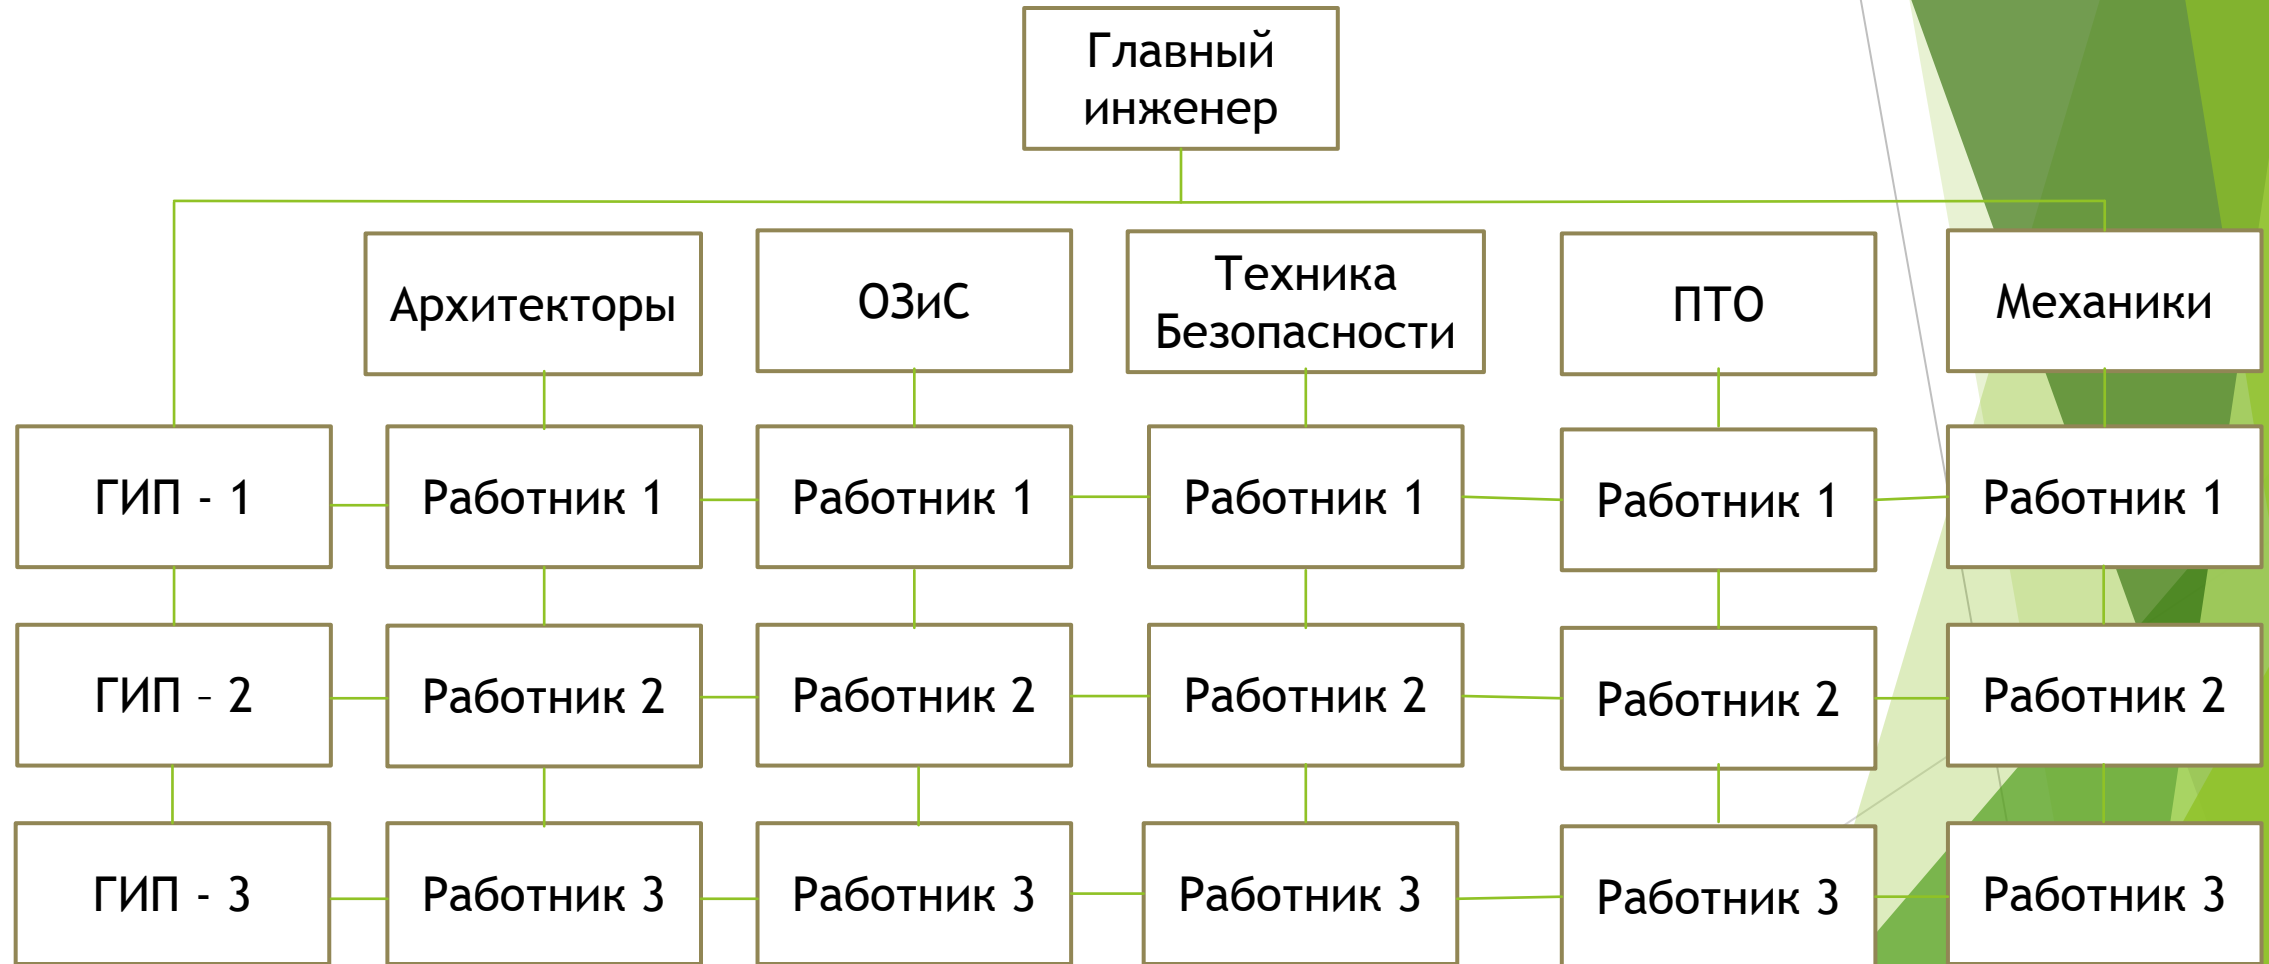 Главный
инженер
Архитекторы
ОЗиС
Техника
Безопасности
ПТО
Механики
ГИП - 1
Работник 1
Работник 1
Работник 1
Работник 1
Работник 1
ГИП – 2
Работник 2
Работник 2
Работник 2
Работник 2
Работник 2
ГИП - 3
Работник 3
Работник 3
Работник 3
Работник 3
Работник 3